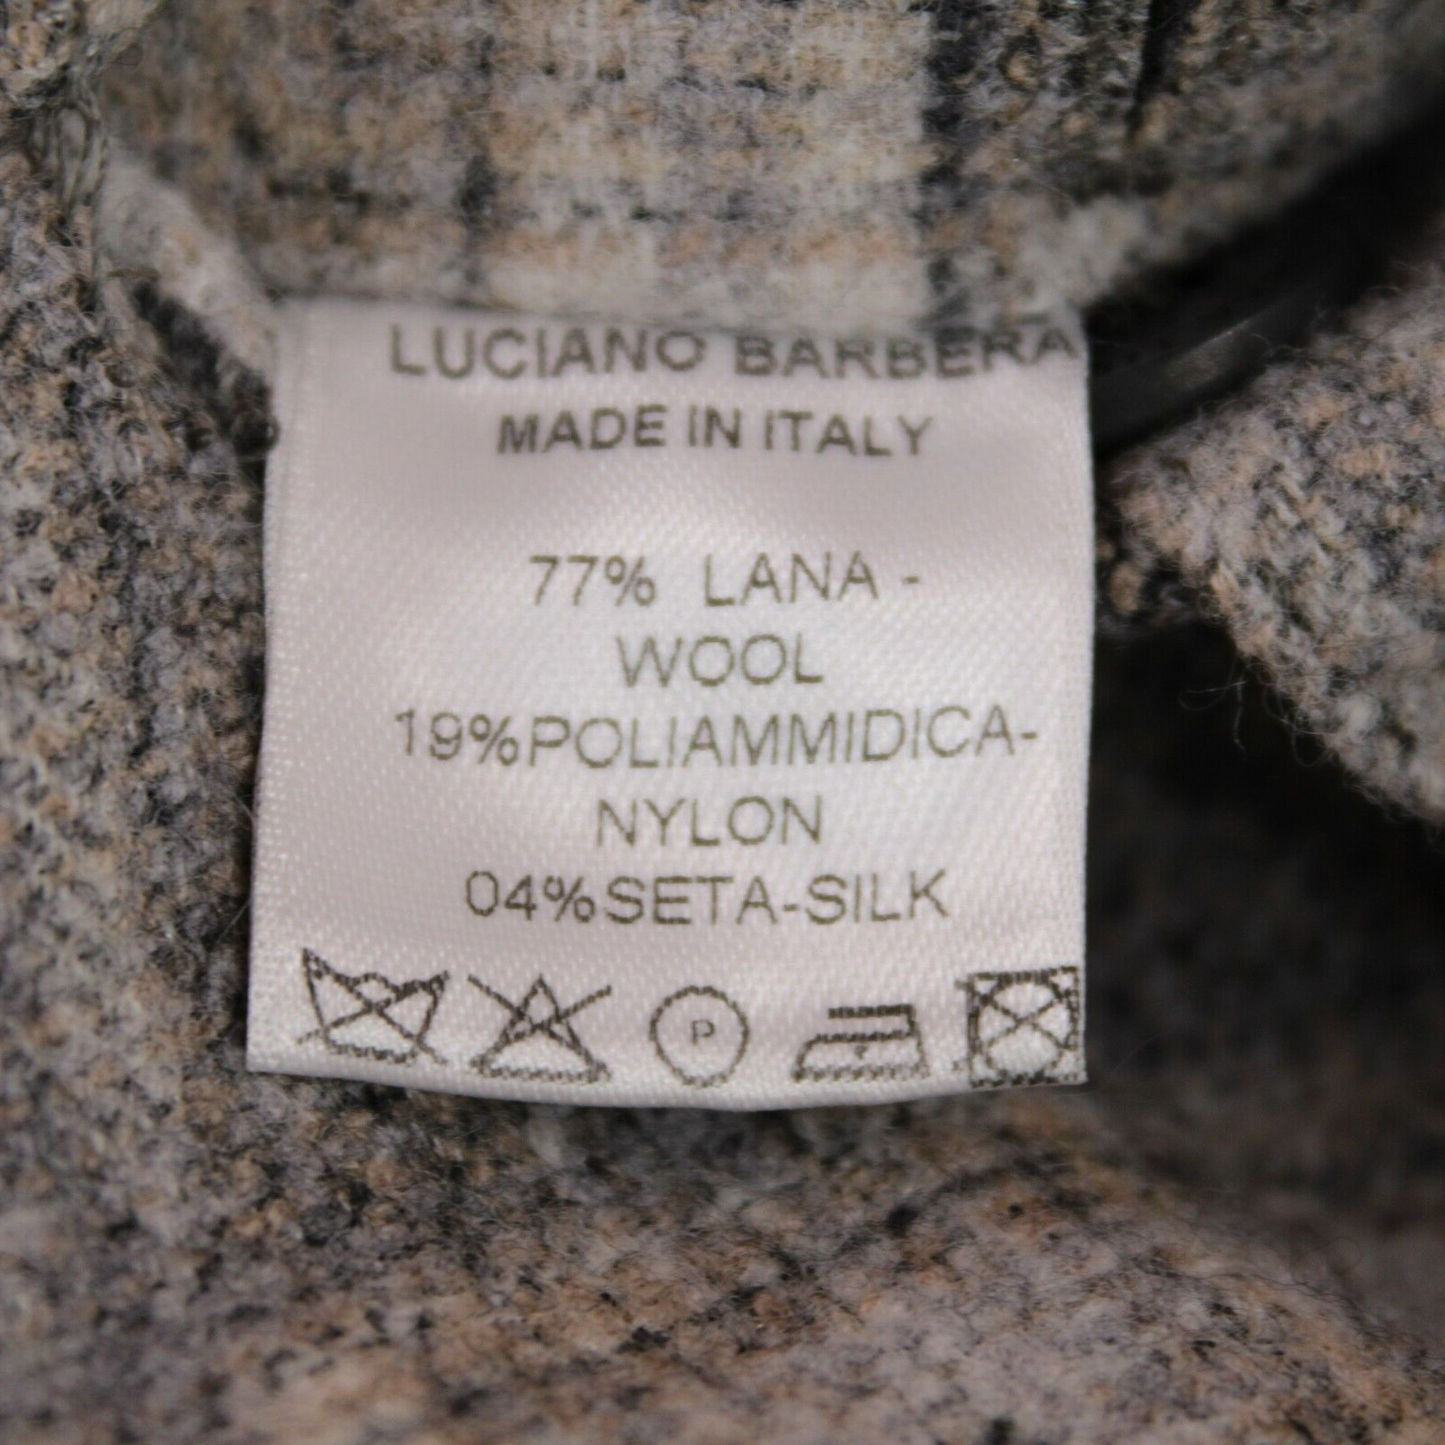 LUCIANO BARBERA
MADE IN ITALY
77% LANA -
WOOL
19%POLIAMMIDICA-
NYLON
04%SETA-SILK
P